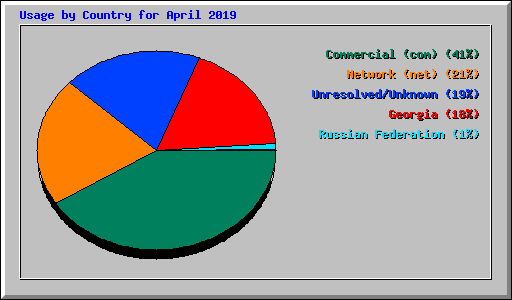 Usage by Country for April 2019
Commercial (com) (41%)
Network (net) (21%)
Unresolved/Unknown (19%)
Georgia (18%)
Russian Federation (1%)